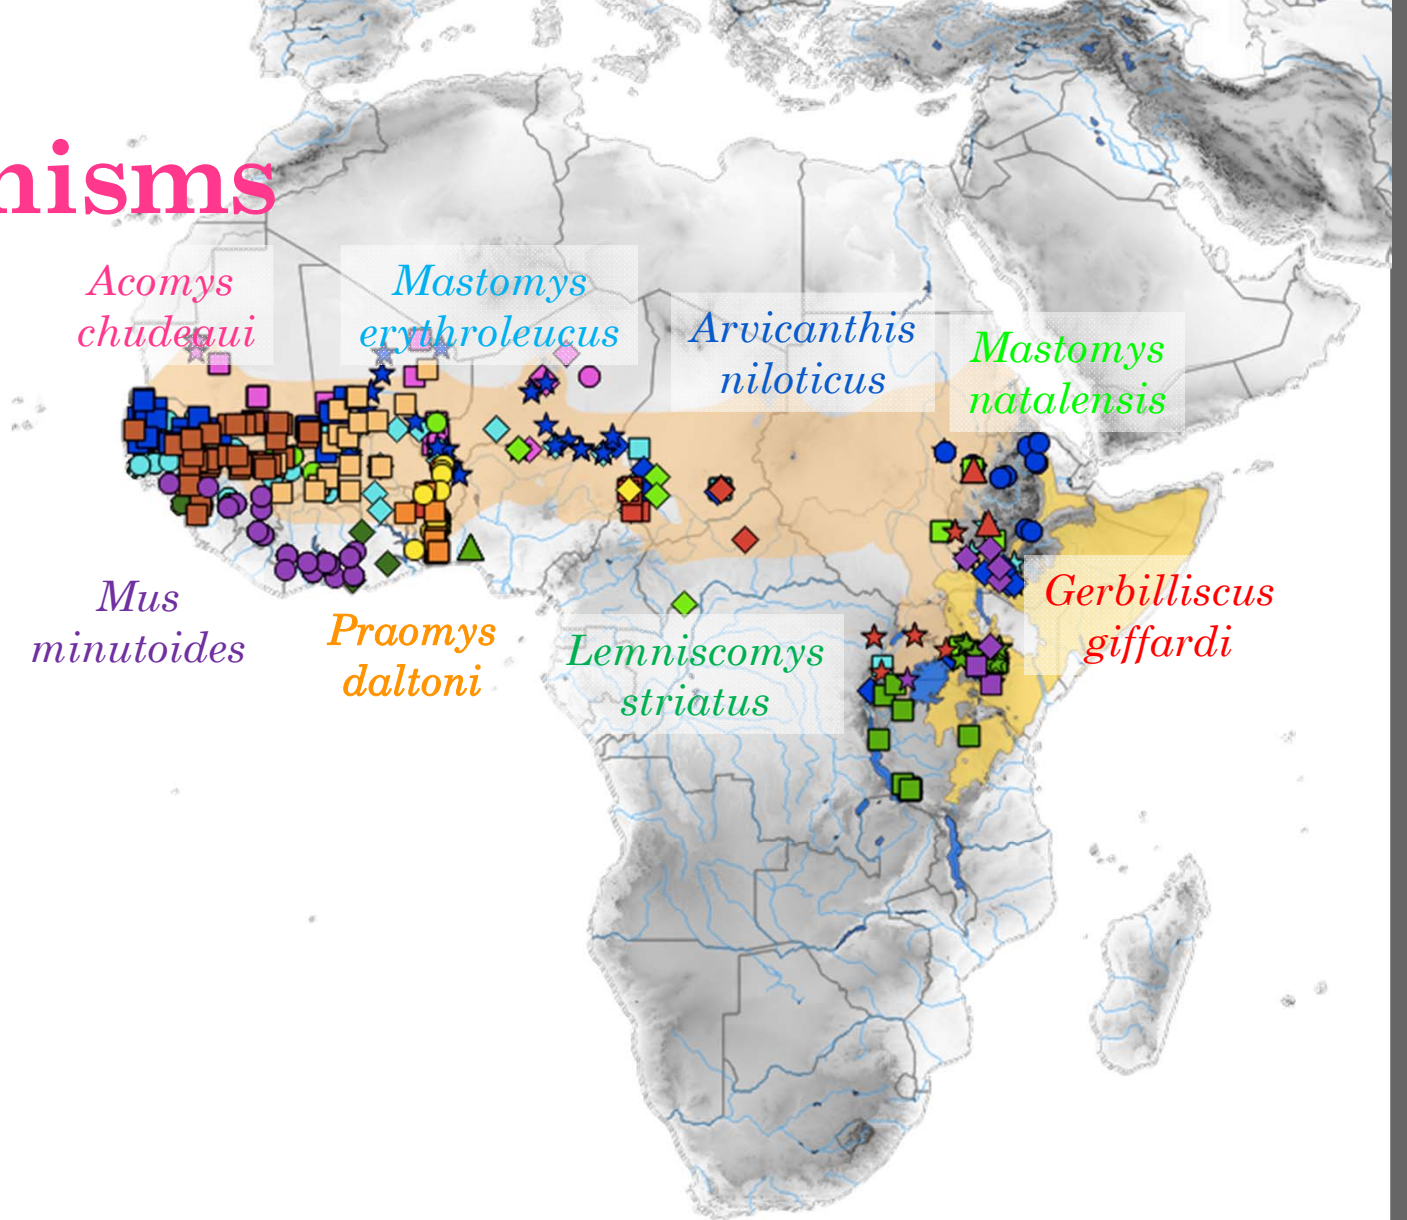 nisms
Acomys
chudeaui
Mastomys
erythroleucus
Arvicanthis
niloticus
Mastomys
natalensis
Mus
minutoides
Praomys
daltoni
Lemniscomys
striatus
Gerbilliscus
giffardi